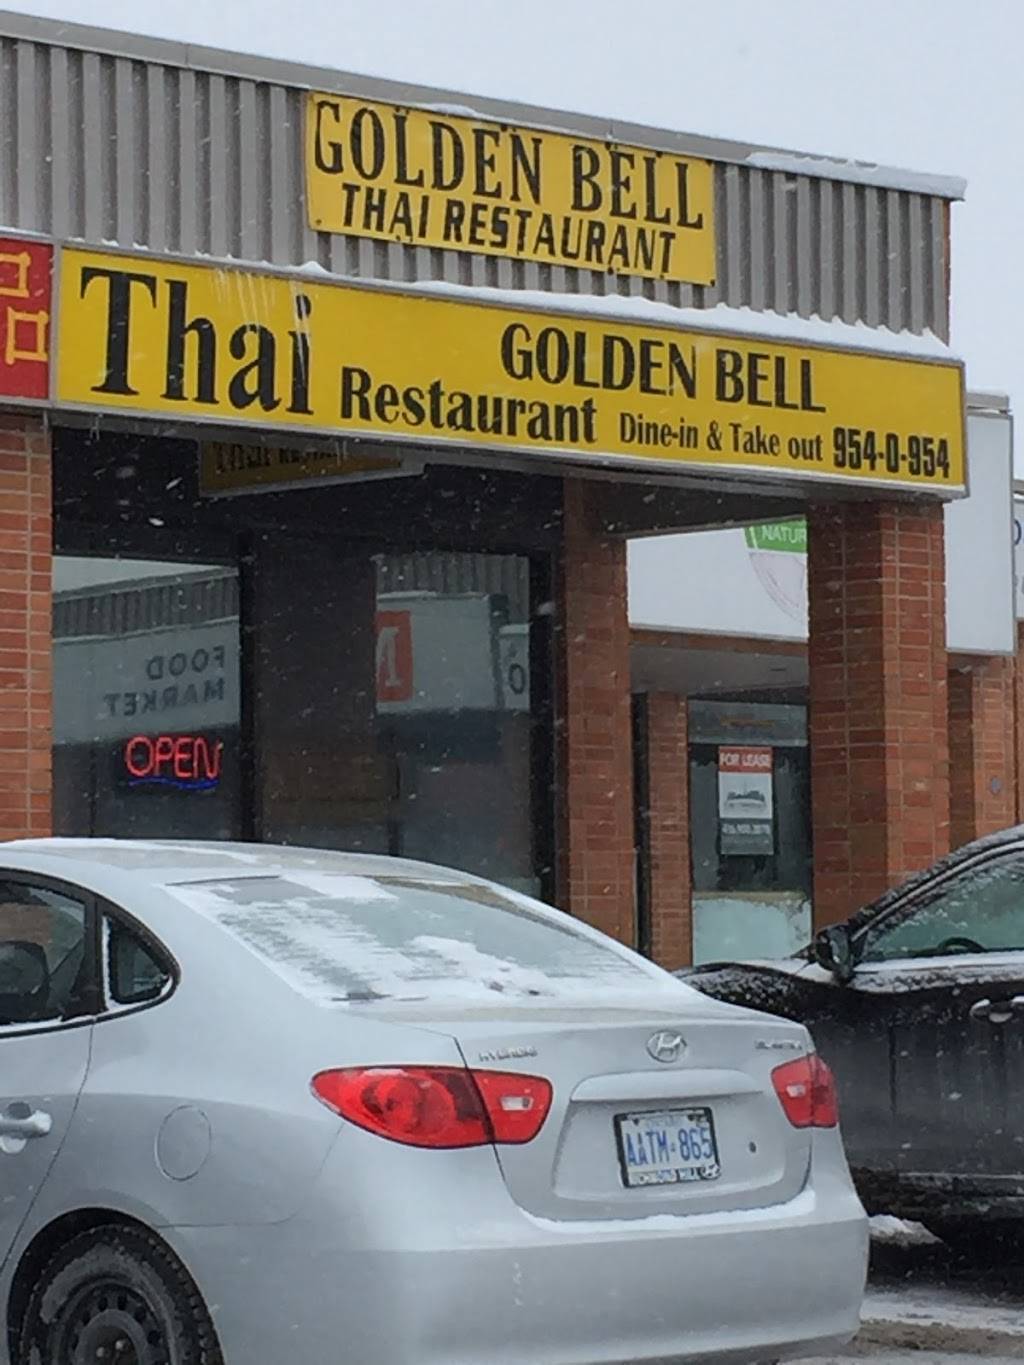 GOLDEN BELL
THAI RESTAURANT
Thai
GOLDEN BELL
Restaurant
Dine-in & Take out
954-0-954
NATUR
FOOD
MARKET
OPEN
FOR LEASE
HYUNDAI
AATM 865